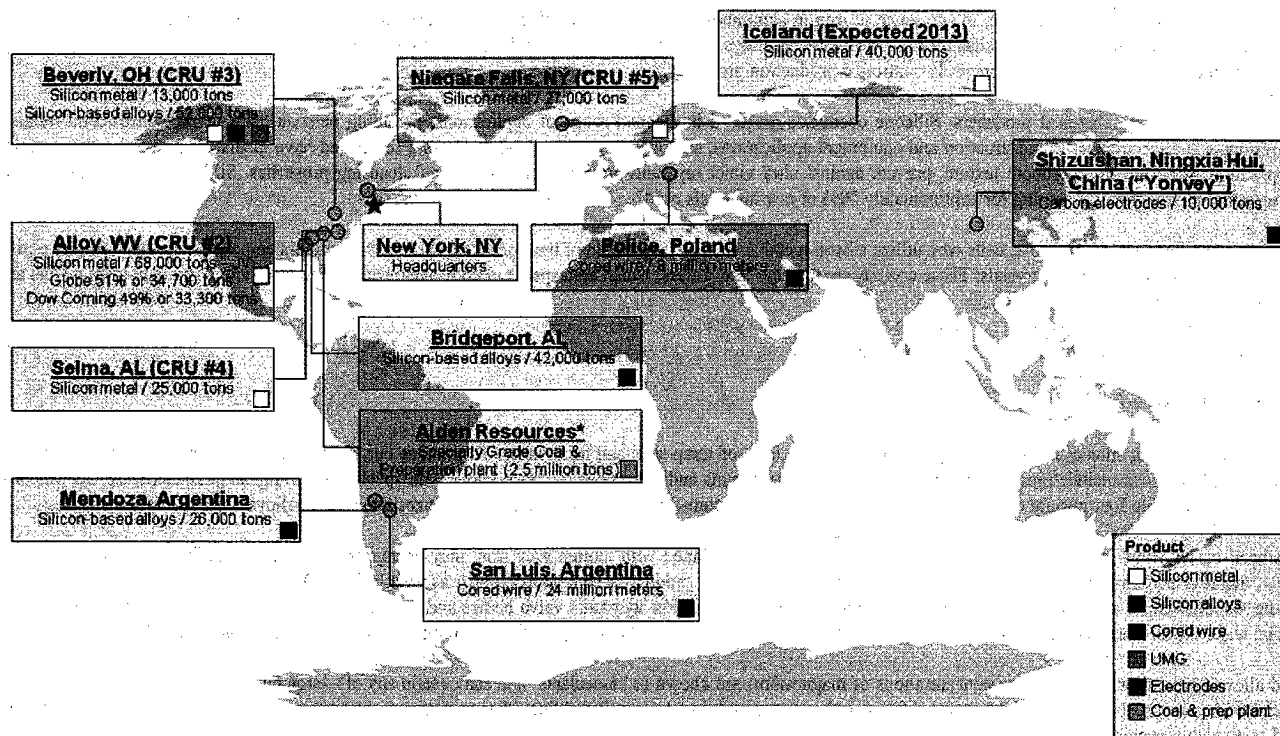 Iceland (Expected 2013)
Silicon metal / 40,000 tons
Beverly, OH (CRU #3)
Silicon metal / 13,000 tons
Silicon-based alloys /
Niagara Falls, NY (CRU #5)
Silicon metal /
Shizuishan, Ningxia Hui,
China ("Yonvey")
Carbon electrodes / 10,000 tons
Alloy, WV (CRU #2)
Silicon metal / 68,000 tons
Globe 51% or 34,700 tons
Dow Corning 49% or 33,300 tons
New York, NY
Headquarters
Police, Poland
Cored wire / 8 million meters
Bridgeport, AL
Silicon-based alloys / 42,000 tons
Selma, AL (CRU #4)
Silicon metal / 25,000 tons
Alden Resources*
Specialty Grade Coal &
Preparation plant (2.5 million tons)
Mendoza, Argentina
Silicon-based alloys / 26,000 tons
San Luis, Argentina
Cored wire / 24 million meters
Product
Silicon metal
Silicon alloys
Cored wire
UMG
Electrodes
Coal & prep plant